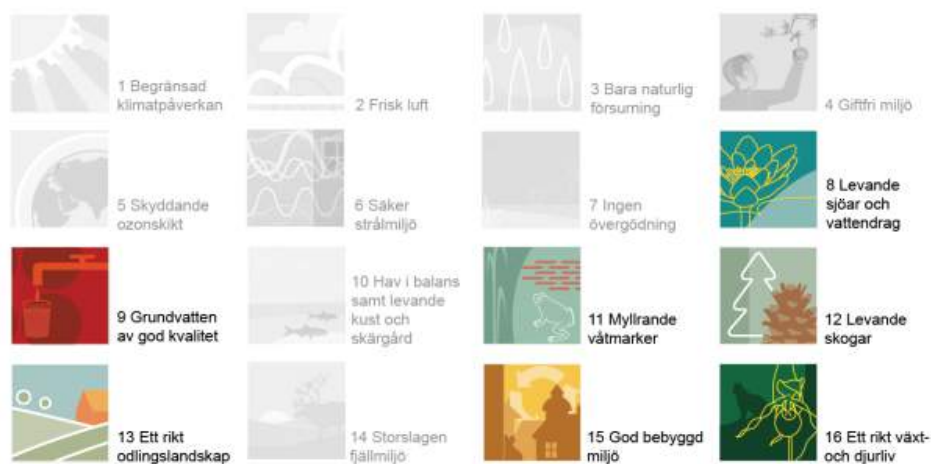 1 Begränsad
klimatpåverkan
2 Frisk luft
3 Bara naturlig
försurning
4 Giftfri miljö
5 Skyddande
ozonskikt
6 Säker
strålmiljö
7 Ingen
övergödning
8 Levande
sjöar och
vattendrag
9 Grundvatten
av god kvalitet
10 Hav i balans
samt levande
kust och
skärgård
11 Myllrande
våtmarker
12 Levande
skogar
13 Ett rikt
odlingslandskap
14 Storslagen
fjällmiljö
15 God bebyggd
miljö
16 Ett rikt växt-
och djurliv